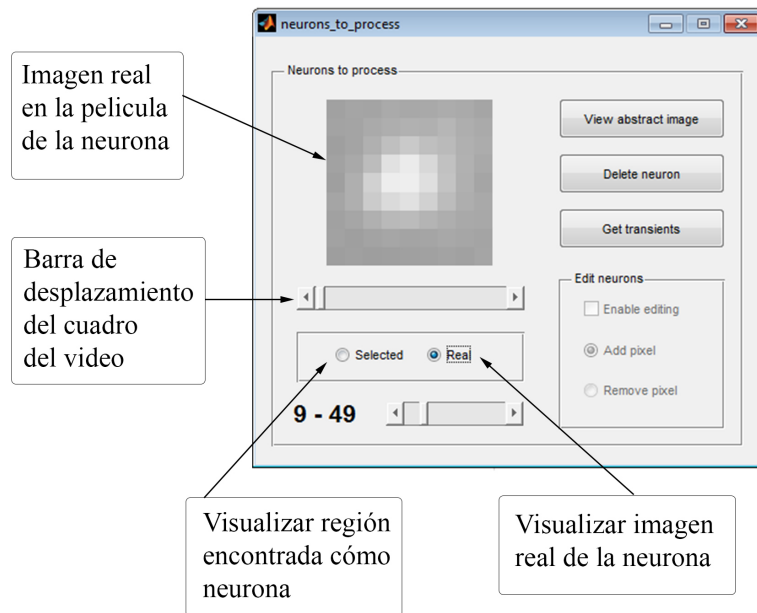 neurons_to_process
Neurons to process
Imagen real
en la pelicula
de la neurona
View abstract image
Delete neuron
Get transients
Barra de
desplazamiento
del cuadro
del video
Edit neurons
Enable editing
Add pixel
Remove pixel
Selected
Real
9 - 49
Visualizar región
encontrada cómo
neurona
Visualizar imagen
real de la neurona